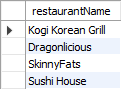 restaurantName
Kogi Korean Grill
Dragonlicious
SkinnyFats
Sushi House